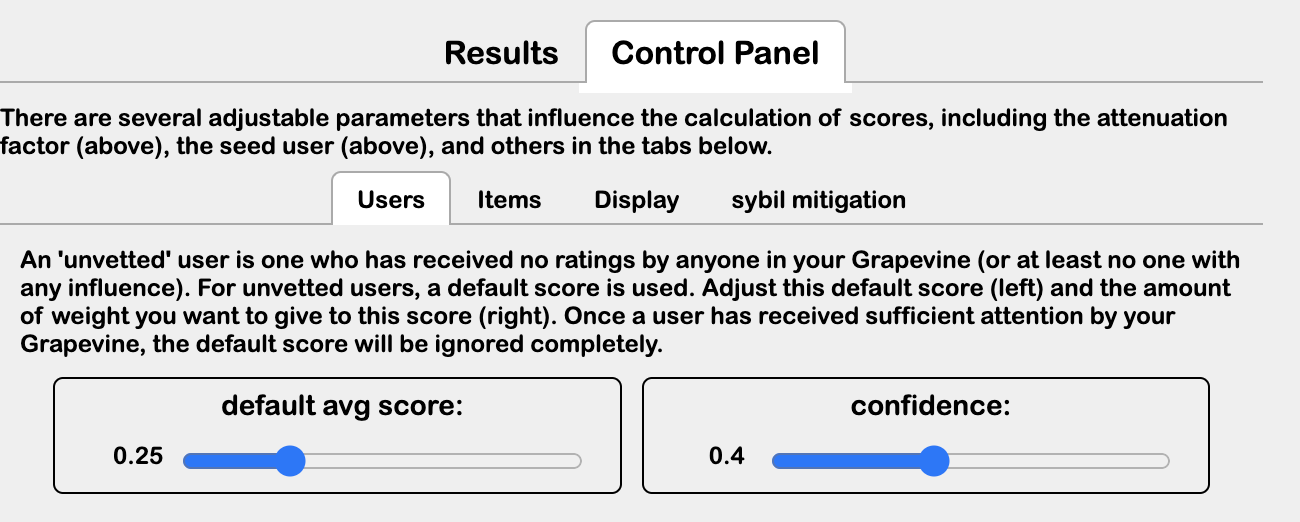 Results
Control Panel
There are several adjustable parameters that influence the calculation of scores, including the attenuation
factor (above), the seed user (above), and others in the tabs below.
Users
Items
Display
sybil mitigation
An 'unvetted' user is one who has received no ratings by anyone in your Grapevine (or at least no one with
any influence). For unvetted users, a default score is used. Adjust this default score (left) and the amount
of weight you want to give to this score (right). Once a user has received sufficient attention by your
Grapevine, the default score will be ignored completely.
default avg score:
0.25
confidence:
0.4